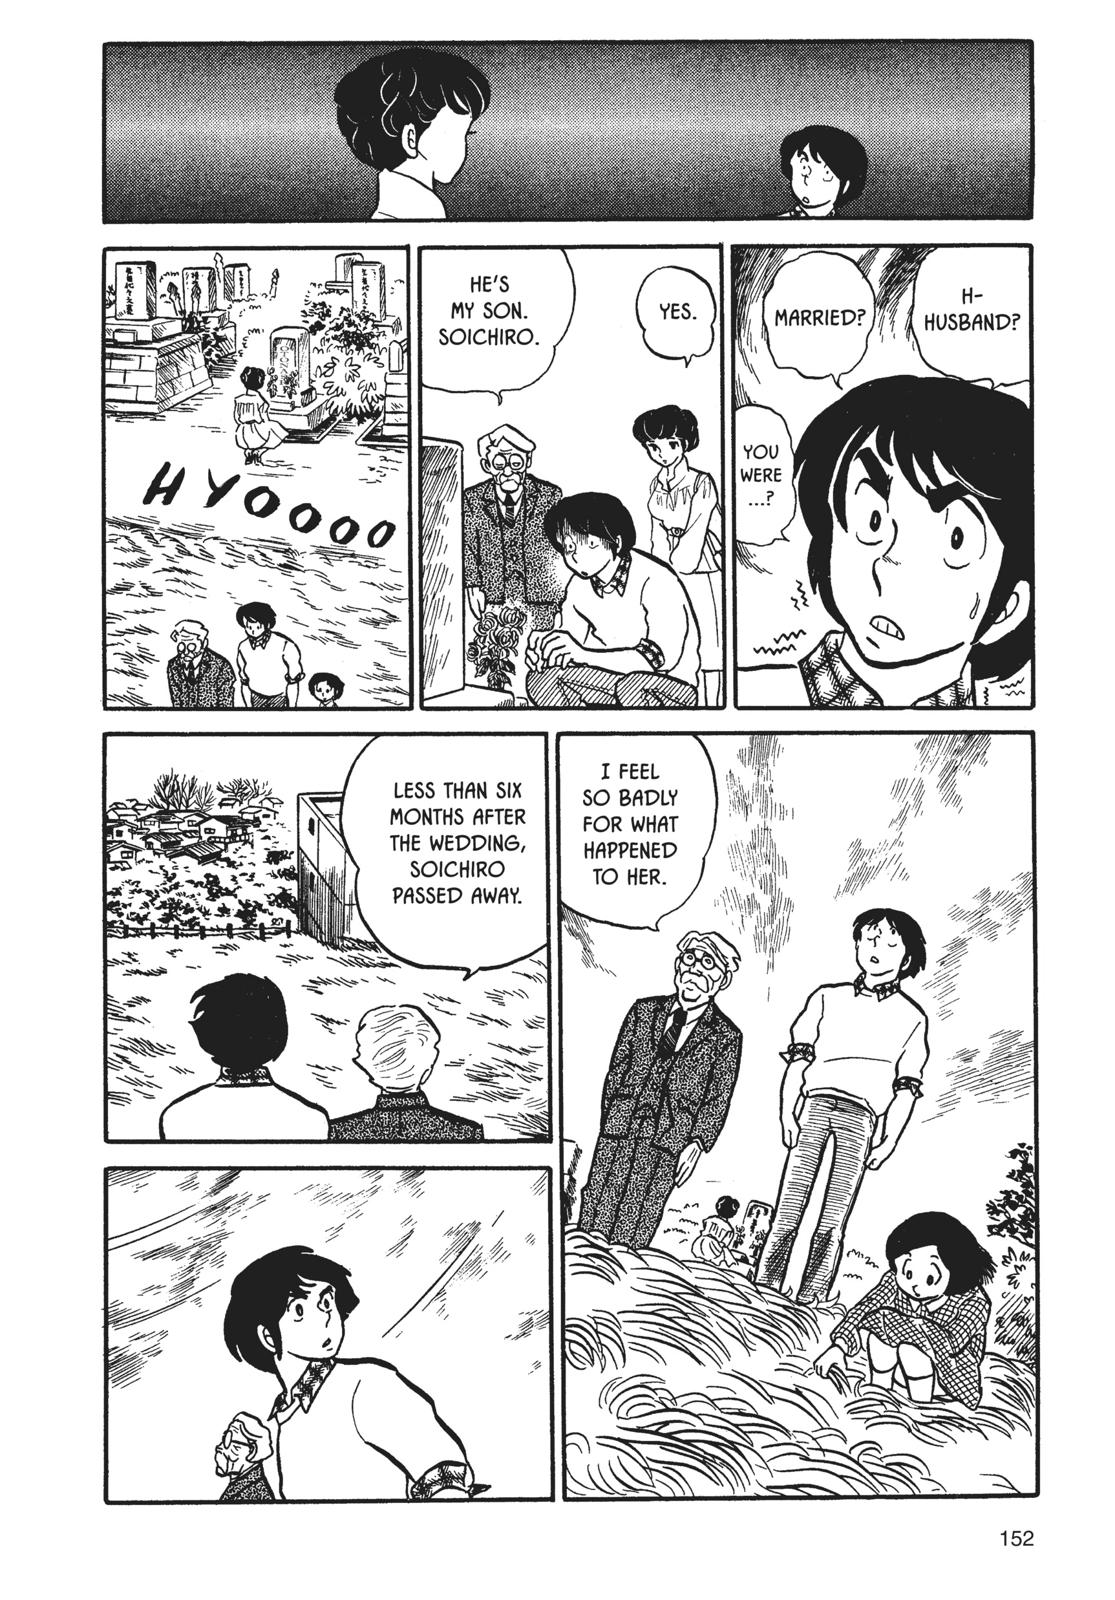 H-
HUSBAND?
MARRIED?
YOU
WERE
...?
YES.
HE'S
MY SON.
SOICHIRO.
HYOOOO
I FEEL
SO BADLY
FOR WHAT
HAPPENED
TO HER.
LESS THAN SIX
MONTHS AFTER
THE WEDDING,
SOICHIRO
PASSED AWAY.
152